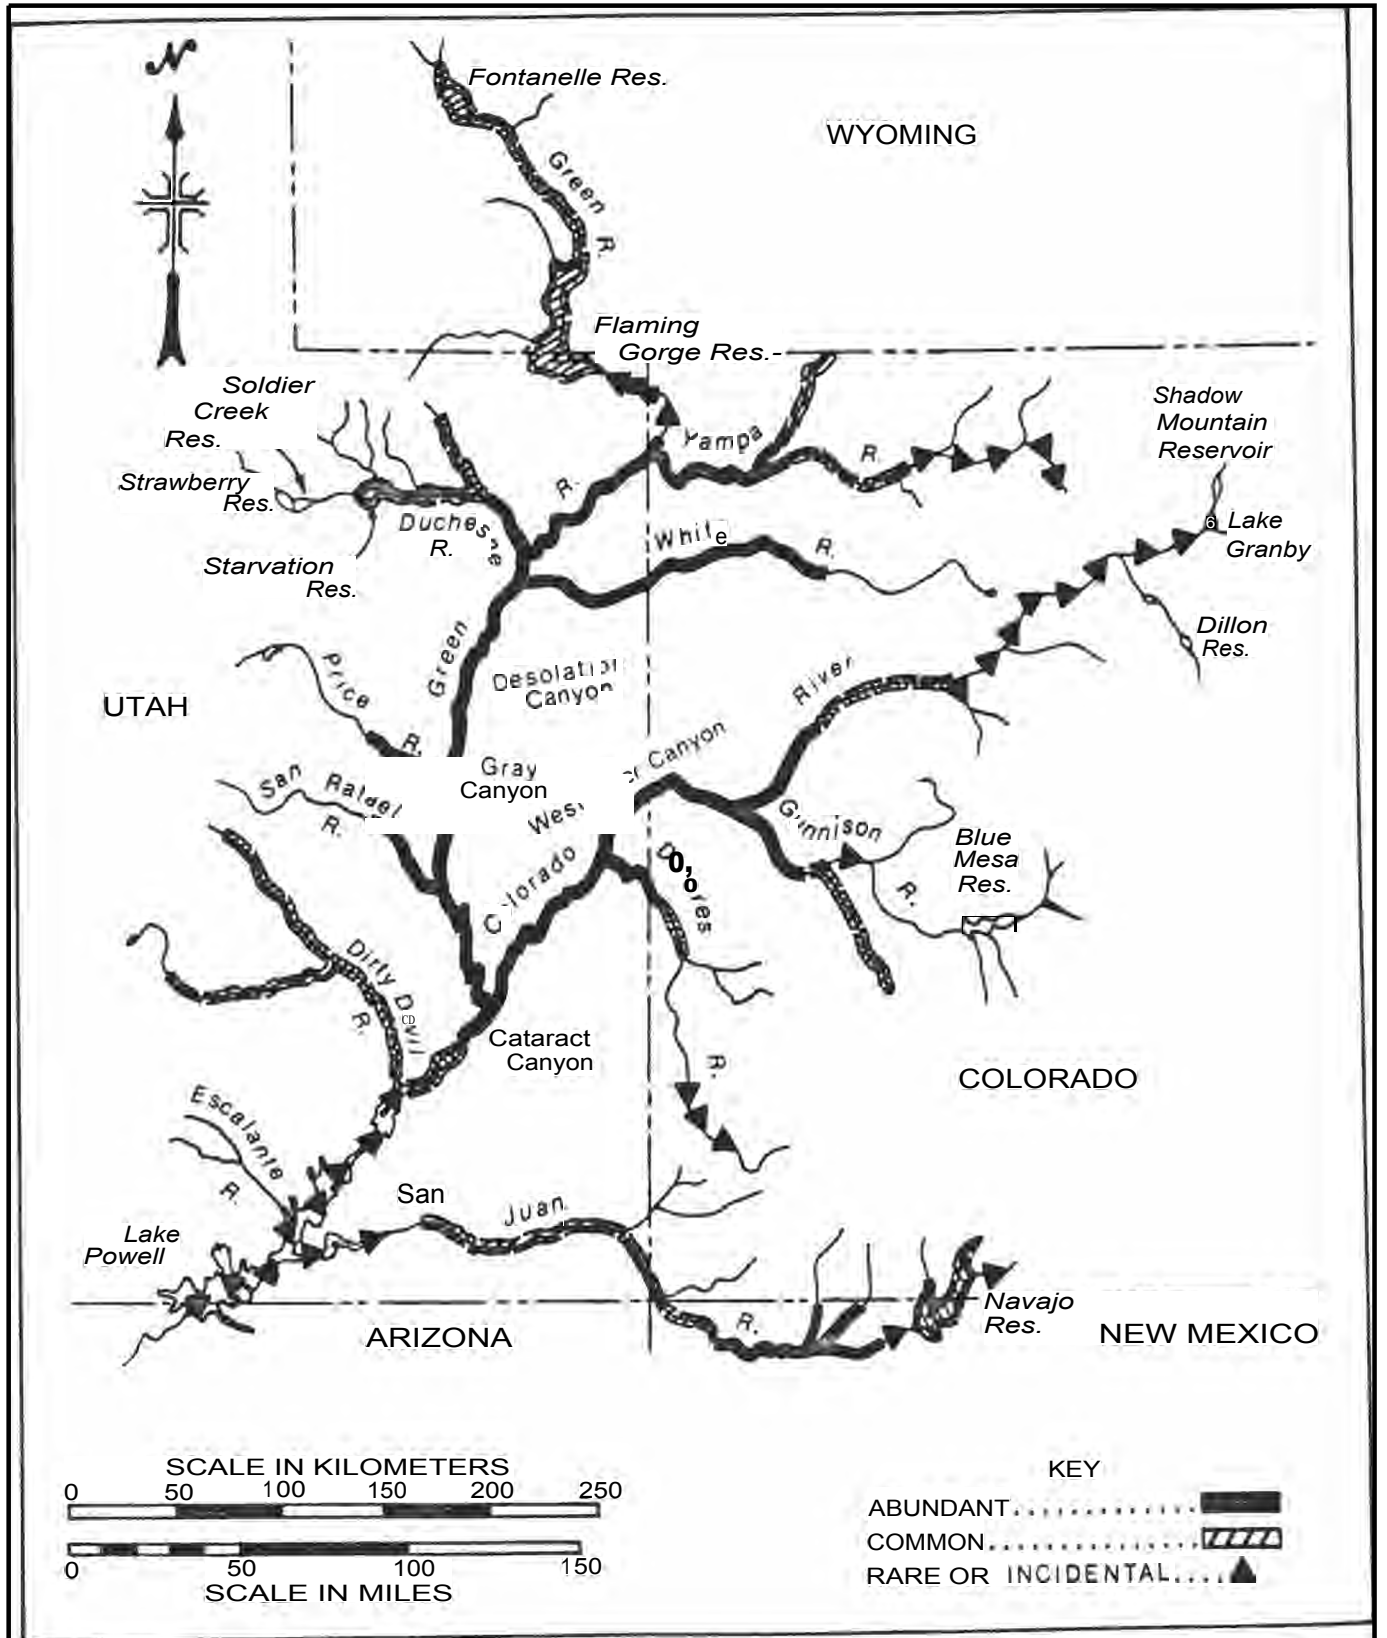 N
Fontanelle Res.
WYOMING
Green
R.
Flaming
Gorge Res.-
Soldier
Creek
Res.
Shadow
Mountain
Reservoir
Yampa
R.
Strawberry
Res.
R.
Duchesne
R.
White
R.
6 Lake
Granby
Starvation
Res.
Dillon
Res.
Price
R.
Green
Desolation
Canyon
River
UTAH
Canyon
Gray
Canyon
San Rafael
R.
Gunnison
R.
Blue
Mesa
Res.
Colorado
0,
o
Dirty Devil
R.
CD
Cataract
Canyon
R.
COLORADO
Escalante
R.
San
Juan
Lake
Powell
R.
Navajo
Res.
ARIZONA
NEW MEXICO
SCALE IN KILOMETERS
0 50 100 150 200 250
0 50 100 150
SCALE IN MILES
KEY
ABUNDANT..............
COMMON...............
RARE OR INCIDENTAL....